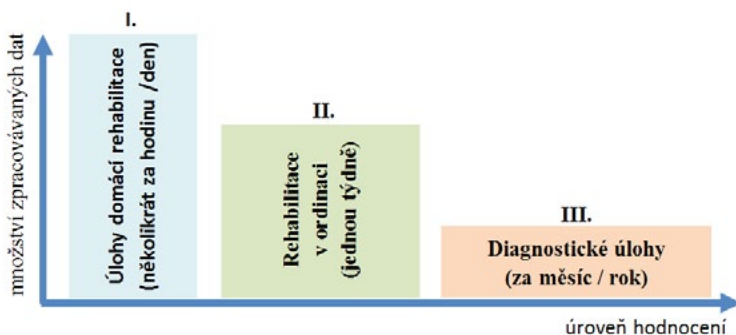 množství zpracovávaných dat
I.
Úlohy domácí rehabilitace
(několikrát za hodinu /den)
II.
Rehabilitace
v ordinaci
(jednou týdně)
III.
Diagnostické úlohy
(za měsíc / rok)
úroveň hodnocení